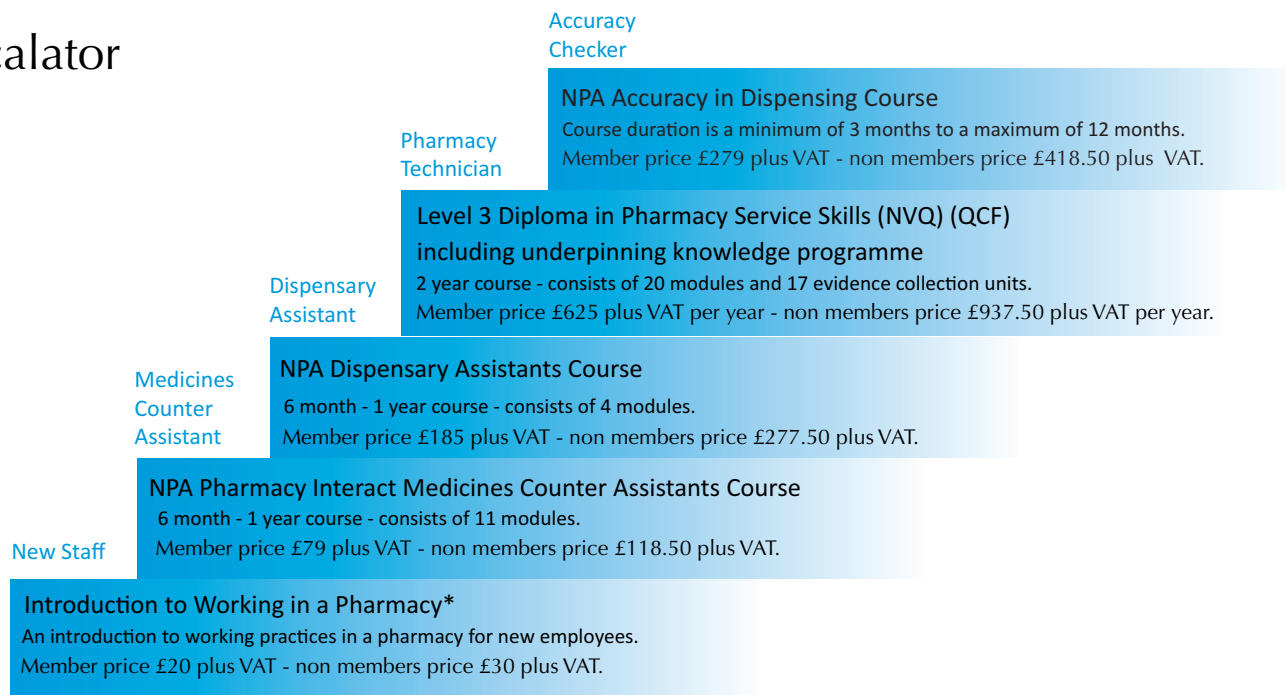 calator
Accuracy
Checker
NPA Accuracy in Dispensing Course
Course duration is a minimum of 3 months to a maximum of 12 months.
Member price £279 plus VAT - non members price £418.50 plus VAT.
Pharmacy
Technician
Level 3 Diploma in Pharmacy Service Skills (NVQ) (QCF)
including underpinning knowledge programme
2 year course - consists of 20 modules and 17 evidence collection units.
Member price £625 plus VAT per year - non members price £937.50 plus VAT per year.
Dispensary
Assistant
NPA Dispensary Assistants Course
6 month - 1 year course - consists of 4 modules.
Member price £185 plus VAT - non members price £277.50 plus VAT.
Medicines
Counter
Assistant
NPA Pharmacy Interact Medicines Counter Assistants Course
6 month - 1 year course - consists of 11 modules.
Member price £79 plus VAT - non members price £118.50 plus VAT.
New Staff
Introduction to Working in a Pharmacy*
An introduction to working practices in a pharmacy for new employees.
Member price £20 plus VAT - non members price £30 plus VAT.